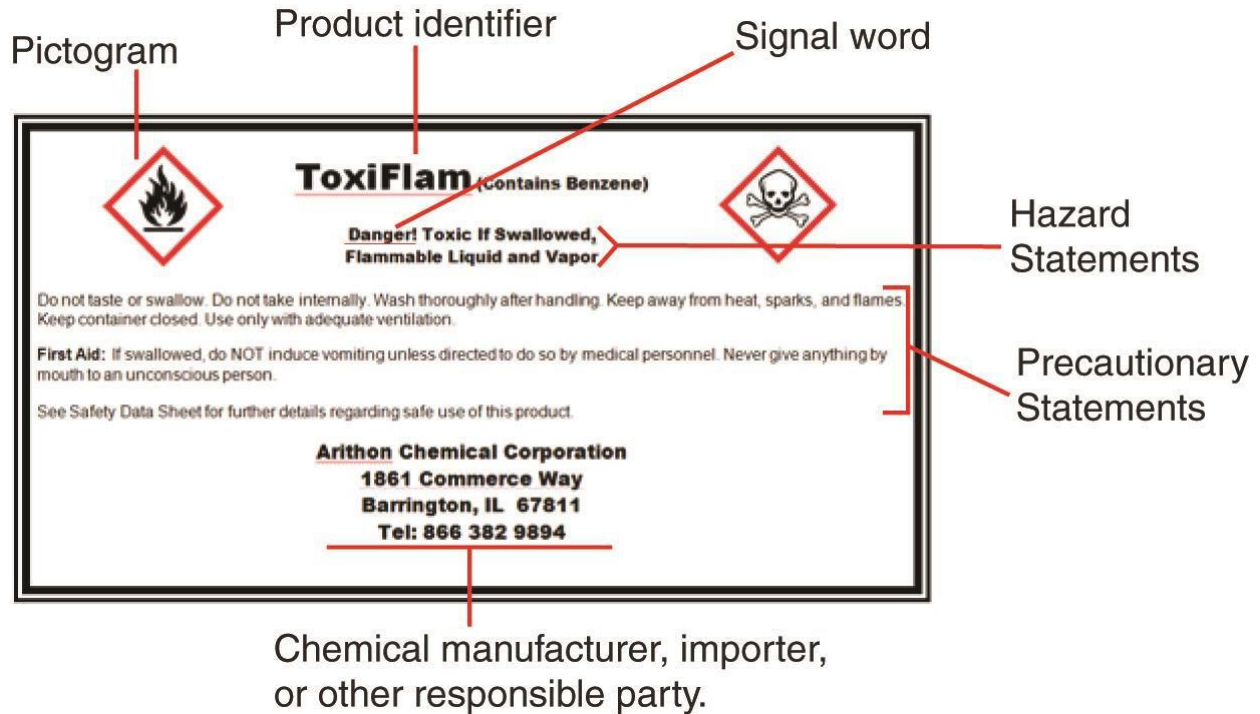 Pictogram
Product identifier
Signal word
ToxiFlam (Contains Benzene)
Danger! Toxic If Swallowed,
Flammable Liquid and Vapor
Hazard
Statements
Do not taste or swallow. Do not take internally. Wash thoroughly after handling. Keep away from heat, sparks, and flames.
Keep container closed. Use only with adequate ventilation.
First Aid: If swallowed, do NOT induce vomiting unless directed to do so by medical personnel. Never give anything by
mouth to an unconscious person.
See Safety Data Sheet for further details regarding safe use of this product.
Precautionary
Statements
Arithon Chemical Corporation
1861 Commerce Way
Barrington, IL 67811
Tel: 866 382 9894
Chemical manufacturer, importer,
or other responsible party.